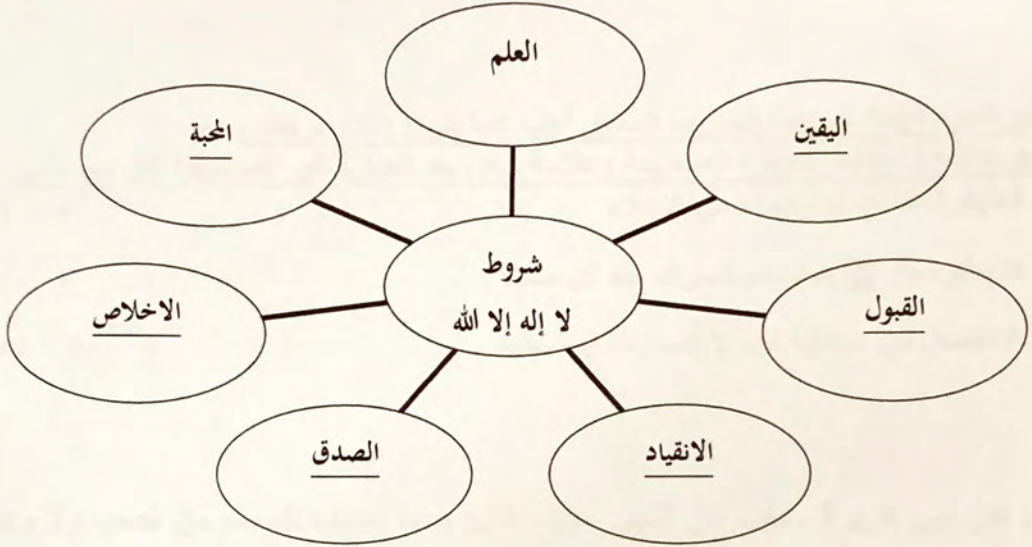 العلم
اليقين
المحبة
شروط
لا إله إلا الله
القبول
الاخلاص
الانقياد
الصدق